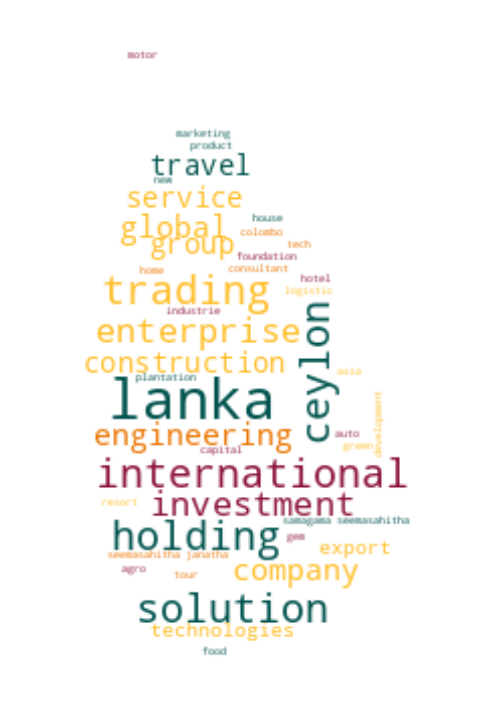 motor
marketing
product
travel
new
service
house
global
colombo
group
tech
foundation
home
consultant
hotel
trading
logistic
industrie
ceylon
enterprise
construction
asia
plantation
lanka
development
engineering
auto
green
capital
international
resort
investment
samagama seemasahitha
holding
gem
export
seemasahitha janatha
agro
company
tour
solution
technologies
food